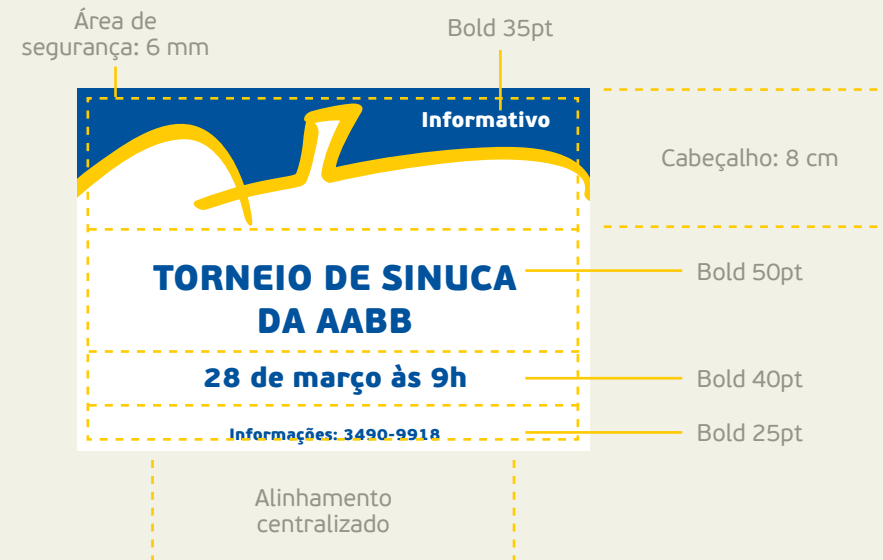 Área de
segurança: 6 mm
Bold 35pt
Informativo
Cabeçalho: 8 cm
TORNEIO DE SINUCA
DA AABB
Bold 50pt
28 de março às 9h
Bold 40pt
Informações: 3490-9918
Bold 25pt
Alinhamento
centralizado